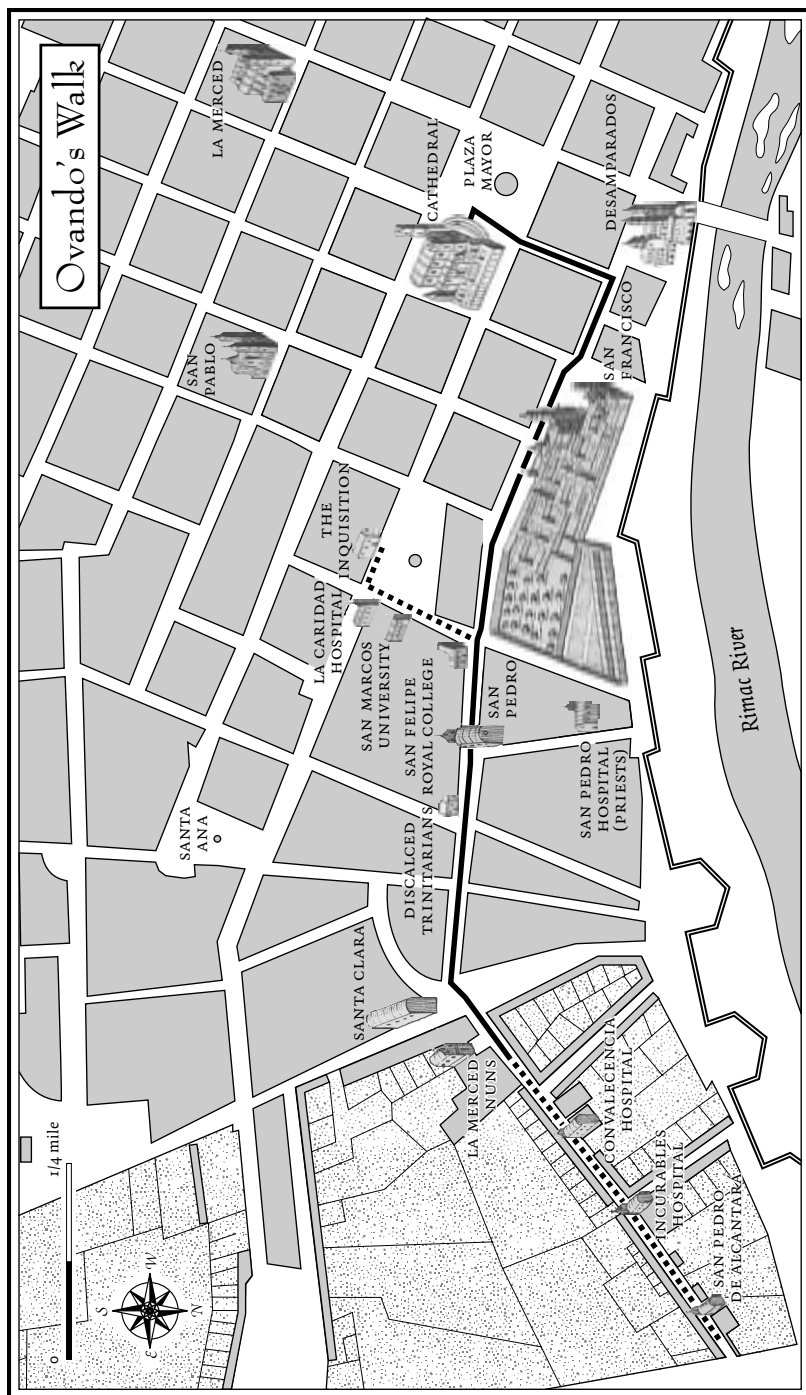 Ovando's Walk
LA MERCED
CATHEDRAL
PLAZA
MAYOR
DESAMPARADOS
SAN
PABLO
SAN
FRANCISCO
THE
INQUISITION
LA CARIDAD
HOSPITAL
SAN MARCOS
UNIVERSITY
SAN FELIPE
ROYAL COLLEGE
SAN
PEDRO
SAN PEDRO
HOSPITAL
(PRIESTS)
Rimac River
SANTA
ANA
DISCALCED
TRINITARIANS
SANTA CLARA
LA MERCED
NUNS
CONVALECENCIA
HOSPITAL
INCURABLES
HOSPITAL
SAN PEDRO
DE ALCANTARA
0 1/4 mile
S
E W
N